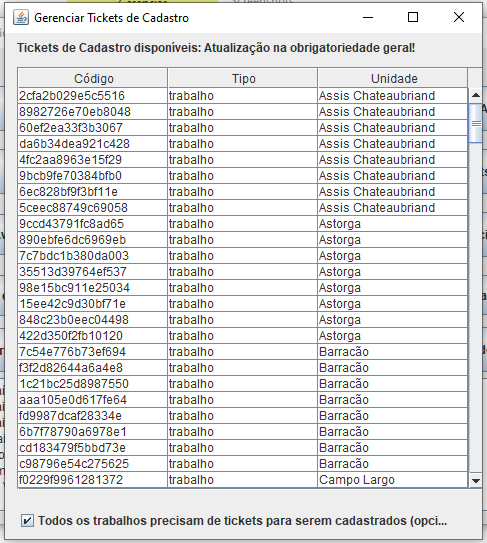 Gerenciar Tickets de Cadastro
Tickets de Cadastro disponíveis: Atualização na obrigatoriedade geral!
Código Tipo Unidade
2cfa2b029e5c5516 trabalho Assis Chateaubriand
8982726e70eb8048 trabalho Assis Chateaubriand
60ef2ea33f3b3067 trabalho Assis Chateaubriand
da6b34dea921c428 trabalho Assis Chateaubriand
4fc2aa8963e15f29 trabalho Assis Chateaubriand
9bcb9fe70384bfb0 trabalho Assis Chateaubriand
6ec828bf9f3bf11e trabalho Assis Chateaubriand
5ceec88749c69058 trabalho Assis Chateaubriand
9ccd43791fc8ad65 trabalho Astorga
890ebfe6dc6969eb trabalho Astorga
7c7bdc1b380da003 trabalho Astorga
35513d39764ef537 trabalho Astorga
98e15bc911e25034 trabalho Astorga
15ee42c9d30bf71e trabalho Astorga
848c23b0eec04498 trabalho Astorga
422d350f2fb10120 trabalho Astorga
7c54e776b73ef694 trabalho Barracão
f3f2d82644a6a4e8 trabalho Barracão
1c21bc25d8987550 trabalho Barracão
aaa105e0d617fe64 trabalho Barracão
fd9987dcaf28334e trabalho Barracão
6b7f78790a6978e1 trabalho Barracão
cd183479f5bbd73e trabalho Barracão
c98796e54c275625 trabalho Barracão
f0229f9961281372 trabalho Campo Largo
Todos os trabalhos precisam de tickets para serem cadastrados (opci...